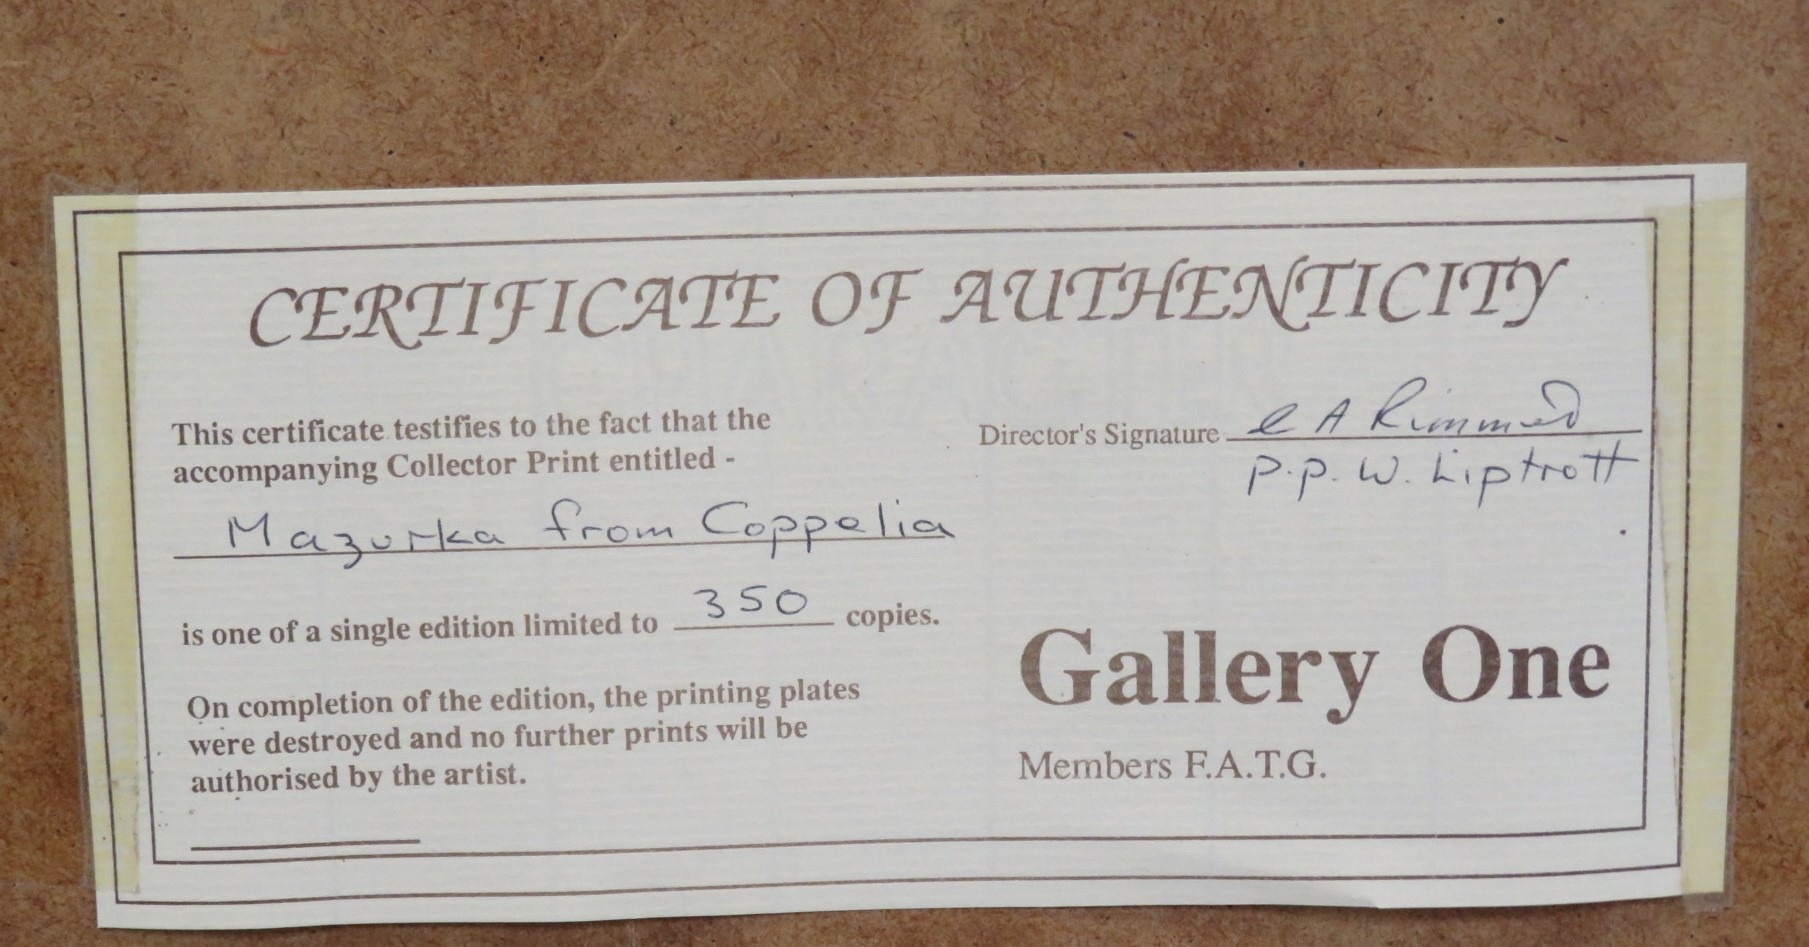 CERTIFICATE OF AUTHENTICITY
This certificate testifies to the fact that the
accompanying Collector Print entitled -
Mazurka from Coppelia
is one of a single edition limited to 350 copies.
On completion of the edition, the printing plates
were destroyed and no further prints will be
authorised by the artist.
Director's Signature
p.p. W. Liptrott
Gallery One
Members F.A.T.G.